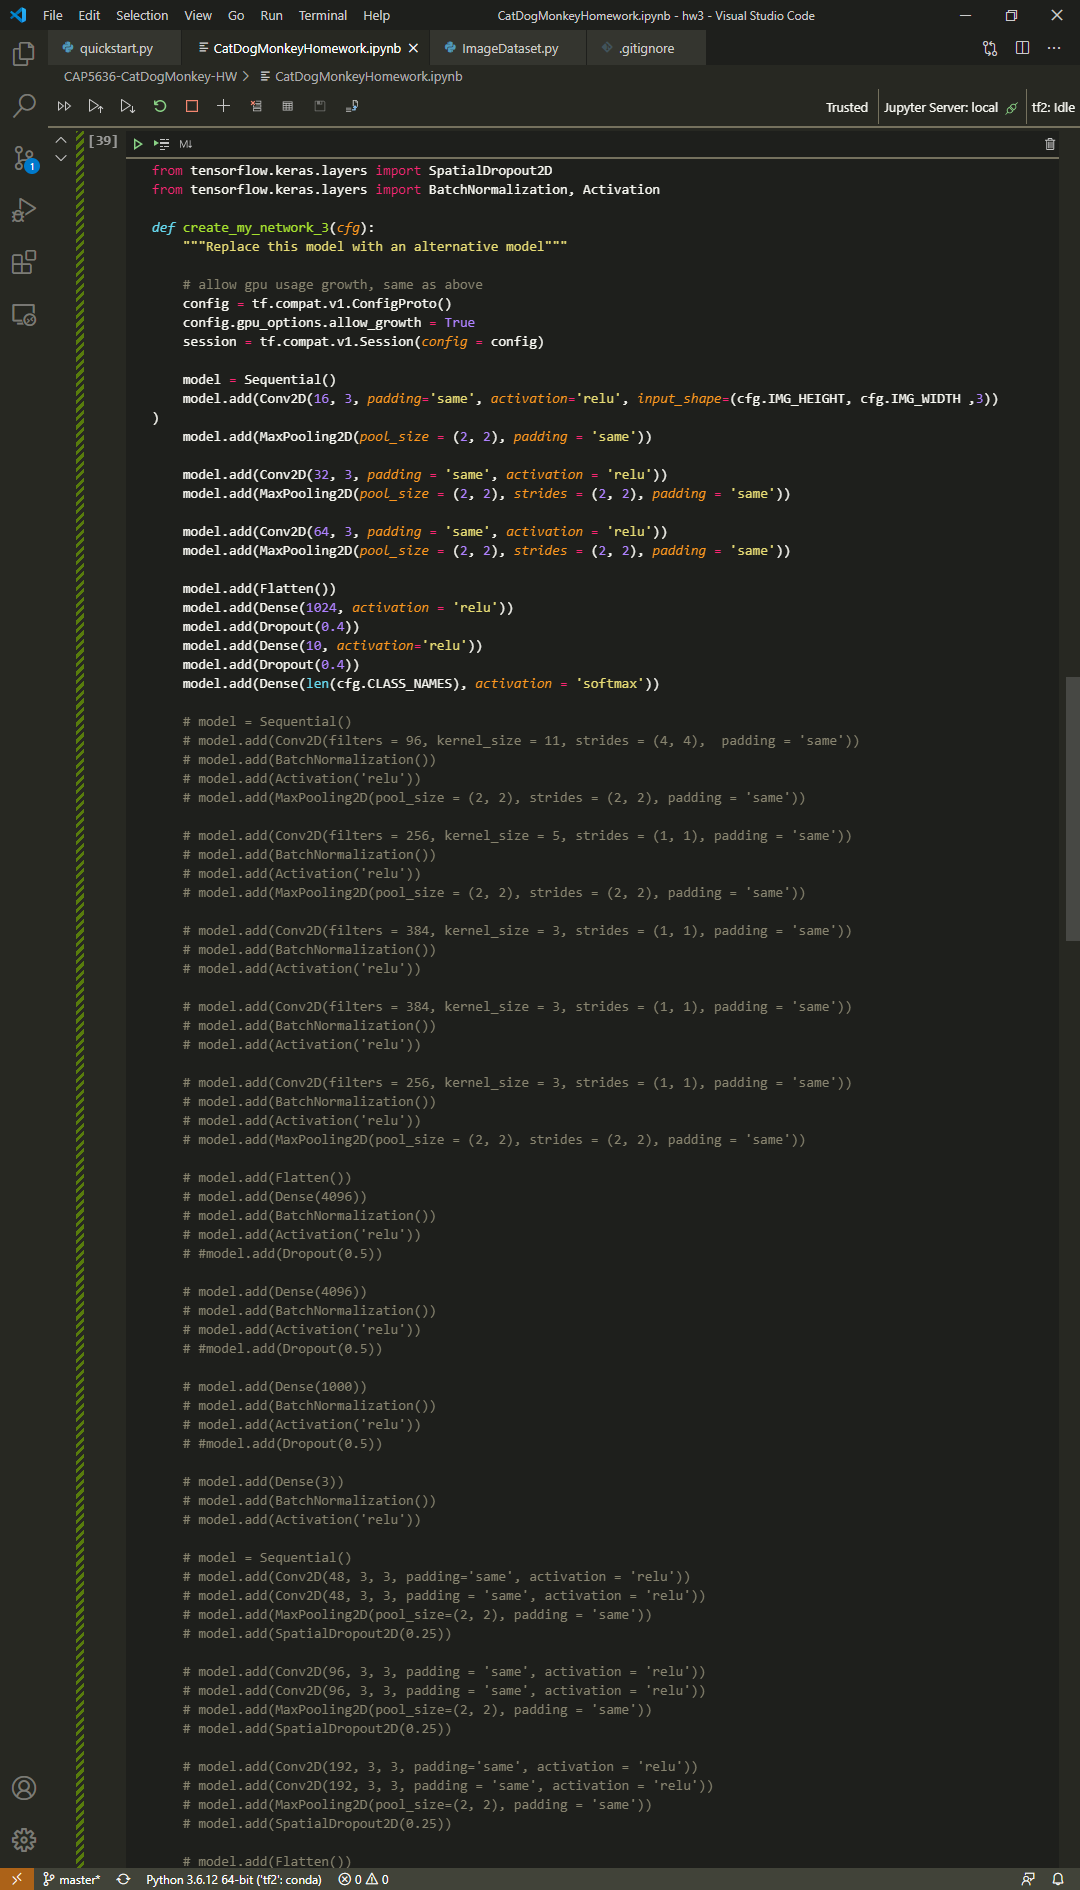 File Edit Selection View Go Run Terminal Help CatDogMonkeyHomework.ipynb - hw3 - Visual Studio Code
quickstart.py CatDogMonkeyHomework.ipynb ImageDataset.py .gitignore
CAP5636-CatDogMonkey-HW > CatDogMonkeyHomework.ipynb
Trusted Jupyter Server: local tf2: Idle
[39] M↓
1
from tensorflow.keras.layers import SpatialDropout2D
from tensorflow.keras.layers import BatchNormalization, Activation
def create_my_network_3(cfg):
"""Replace this model with an alternative model"""
# allow gpu usage growth, same as above
config = tf.compat.v1.ConfigProto()
config.gpu_options.allow_growth = True
session = tf.compat.v1.Session(config = config)
model = Sequential()
model.add(Conv2D(16, 3, padding='same', activation='relu', input_shape=(cfg.IMG_HEIGHT, cfg.IMG_WIDTH ,3))
)
model.add(MaxPooling2D(pool_size = (2, 2), padding = 'same'))
model.add(Conv2D(32, 3, padding = 'same', activation = 'relu'))
model.add(MaxPooling2D(pool_size = (2, 2), strides = (2, 2), padding = 'same'))
model.add(Conv2D(64, 3, padding = 'same', activation = 'relu'))
model.add(MaxPooling2D(pool_size = (2, 2), strides = (2, 2), padding = 'same'))
model.add(Flatten())
model.add(Dense(1024, activation = 'relu'))
model.add(Dropout(0.4))
model.add(Dense(10, activation='relu'))
model.add(Dropout(0.4))
model.add(Dense(len(cfg.CLASS_NAMES), activation = 'softmax'))
# model = Sequential()
# model.add(Conv2D(filters = 96, kernel_size = 11, strides = (4, 4),  padding = 'same'))
# model.add(BatchNormalization())
# model.add(Activation('relu'))
# model.add(MaxPooling2D(pool_size = (2, 2), strides = (2, 2), padding = 'same'))
# model.add(Conv2D(filters = 256, kernel_size = 5, strides = (1, 1), padding = 'same'))
# model.add(BatchNormalization())
# model.add(Activation('relu'))
# model.add(MaxPooling2D(pool_size = (2, 2), strides = (2, 2), padding = 'same'))
# model.add(Conv2D(filters = 384, kernel_size = 3, strides = (1, 1), padding = 'same'))
# model.add(BatchNormalization())
# model.add(Activation('relu'))
# model.add(Conv2D(filters = 384, kernel_size = 3, strides = (1, 1), padding = 'same'))
# model.add(BatchNormalization())
# model.add(Activation('relu'))
# model.add(Conv2D(filters = 256, kernel_size = 3, strides = (1, 1), padding = 'same'))
# model.add(BatchNormalization())
# model.add(Activation('relu'))
# model.add(MaxPooling2D(pool_size = (2, 2), strides = (2, 2), padding = 'same'))
# model.add(Flatten())
# model.add(Dense(4096))
# model.add(BatchNormalization())
# model.add(Activation('relu'))
# #model.add(Dropout(0.5))
# model.add(Dense(4096))
# model.add(BatchNormalization())
# model.add(Activation('relu'))
# #model.add(Dropout(0.5))
# model.add(Dense(1000))
# model.add(BatchNormalization())
# model.add(Activation('relu'))
# #model.add(Dropout(0.5))
# model.add(Dense(3))
# model.add(BatchNormalization())
# model.add(Activation('relu'))
# model = Sequential()
# model.add(Conv2D(48, 3, 3, padding='same', activation = 'relu'))
# model.add(Conv2D(48, 3, 3, padding = 'same', activation = 'relu'))
# model.add(MaxPooling2D(pool_size=(2, 2), padding = 'same'))
# model.add(SpatialDropout2D(0.25))
# model.add(Conv2D(96, 3, 3, padding = 'same', activation = 'relu'))
# model.add(Conv2D(96, 3, 3, padding = 'same', activation = 'relu'))
# model.add(MaxPooling2D(pool_size=(2, 2), padding = 'same'))
# model.add(SpatialDropout2D(0.25))
# model.add(Conv2D(192, 3, 3, padding='same', activation = 'relu'))
# model.add(Conv2D(192, 3, 3, padding = 'same', activation = 'relu'))
# model.add(MaxPooling2D(pool_size=(2, 2), padding = 'same'))
# model.add(SpatialDropout2D(0.25))
# model.add(Flatten())
master* Python 3.6.12 64-bit ('tf2': conda) 0 0